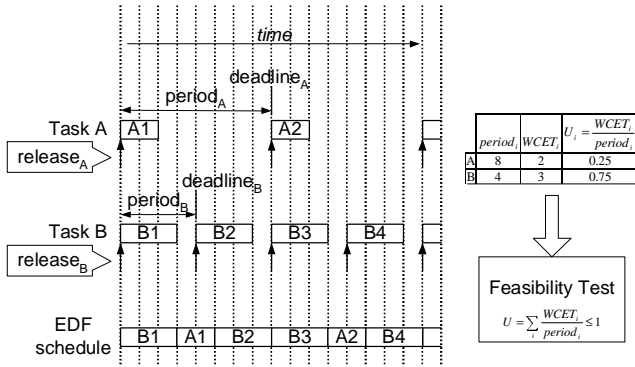 time
deadline_A
period_A
Task A A1 A2
release_A
deadline_B
period_B
Task B B1 B2 B3 B4
release_B
EDF
schedule
B1 A1 B2 B3 A2 B4
period_i WCET_i U_i = WCET_i / period_i
A 8 2 0.25
B 4 3 0.75
Feasibility Test
U = ∑_i WCET_i / period_i ≤ 1